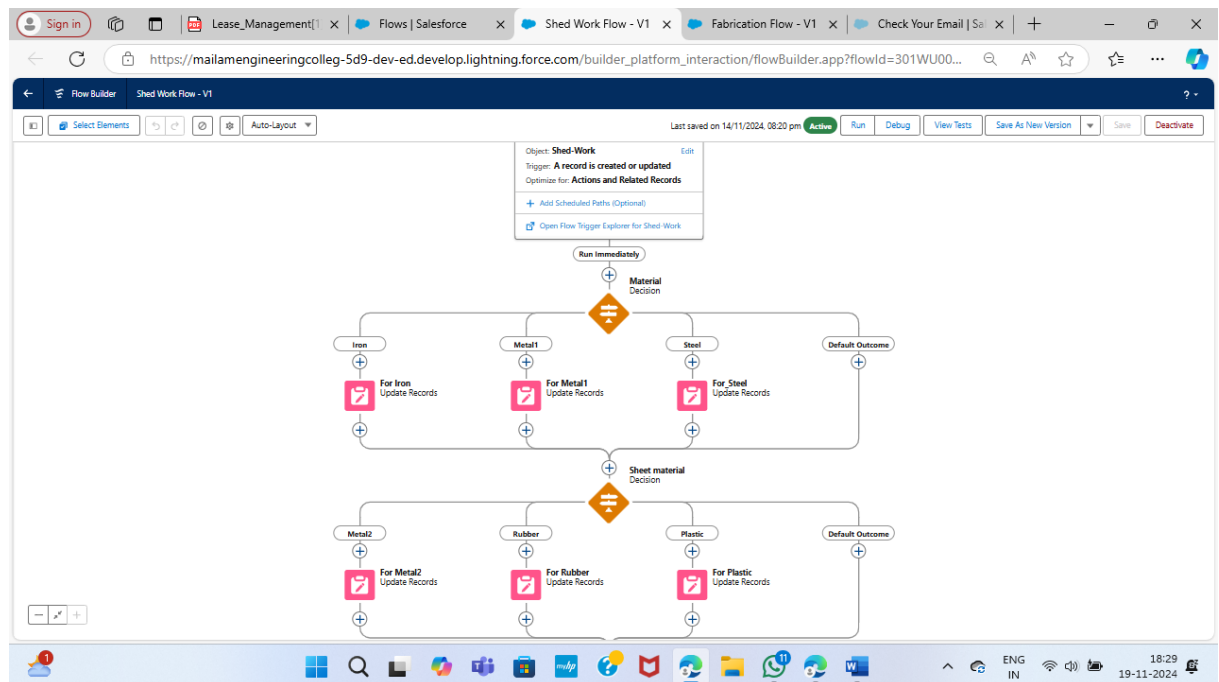 Sign in
Lease_Management[1
Flows | Salesforce
Shed Work Flow - V1
Fabrication Flow - V1
Check Your Email | Sal
https://mailamengineeringcolleg-5d9-dev-ed.develop.lightning.force.com/builder_platform_interaction/flowBuilder.app?flowId=301WU00...
Flow Builder Shed Work Flow - V1 ?
Select Elements Auto-Layout Last saved on 14/11/2024, 08:20 pm Active Run Debug View Tests Save As New Version Save Deactivate
Object: Shed-Work Edit
Trigger: A record is created or updated
Optimize for: Actions and Related Records
+ Add Scheduled Paths (Optional)
Open Flow Trigger Explorer for Shed-Work
Run Immediately
Material
Decision
Iron Metal1 Steel Default Outcome
For Iron For Metal1 For_Steel
Update Records Update Records Update Records
Sheet material
Decision
Metal2 Rubber Plastic Default Outcome
For Metal2 For Rubber For Plastic
Update Records Update Records Update Records
1
myhp
11
ENG
IN
18:29
19-11-2024